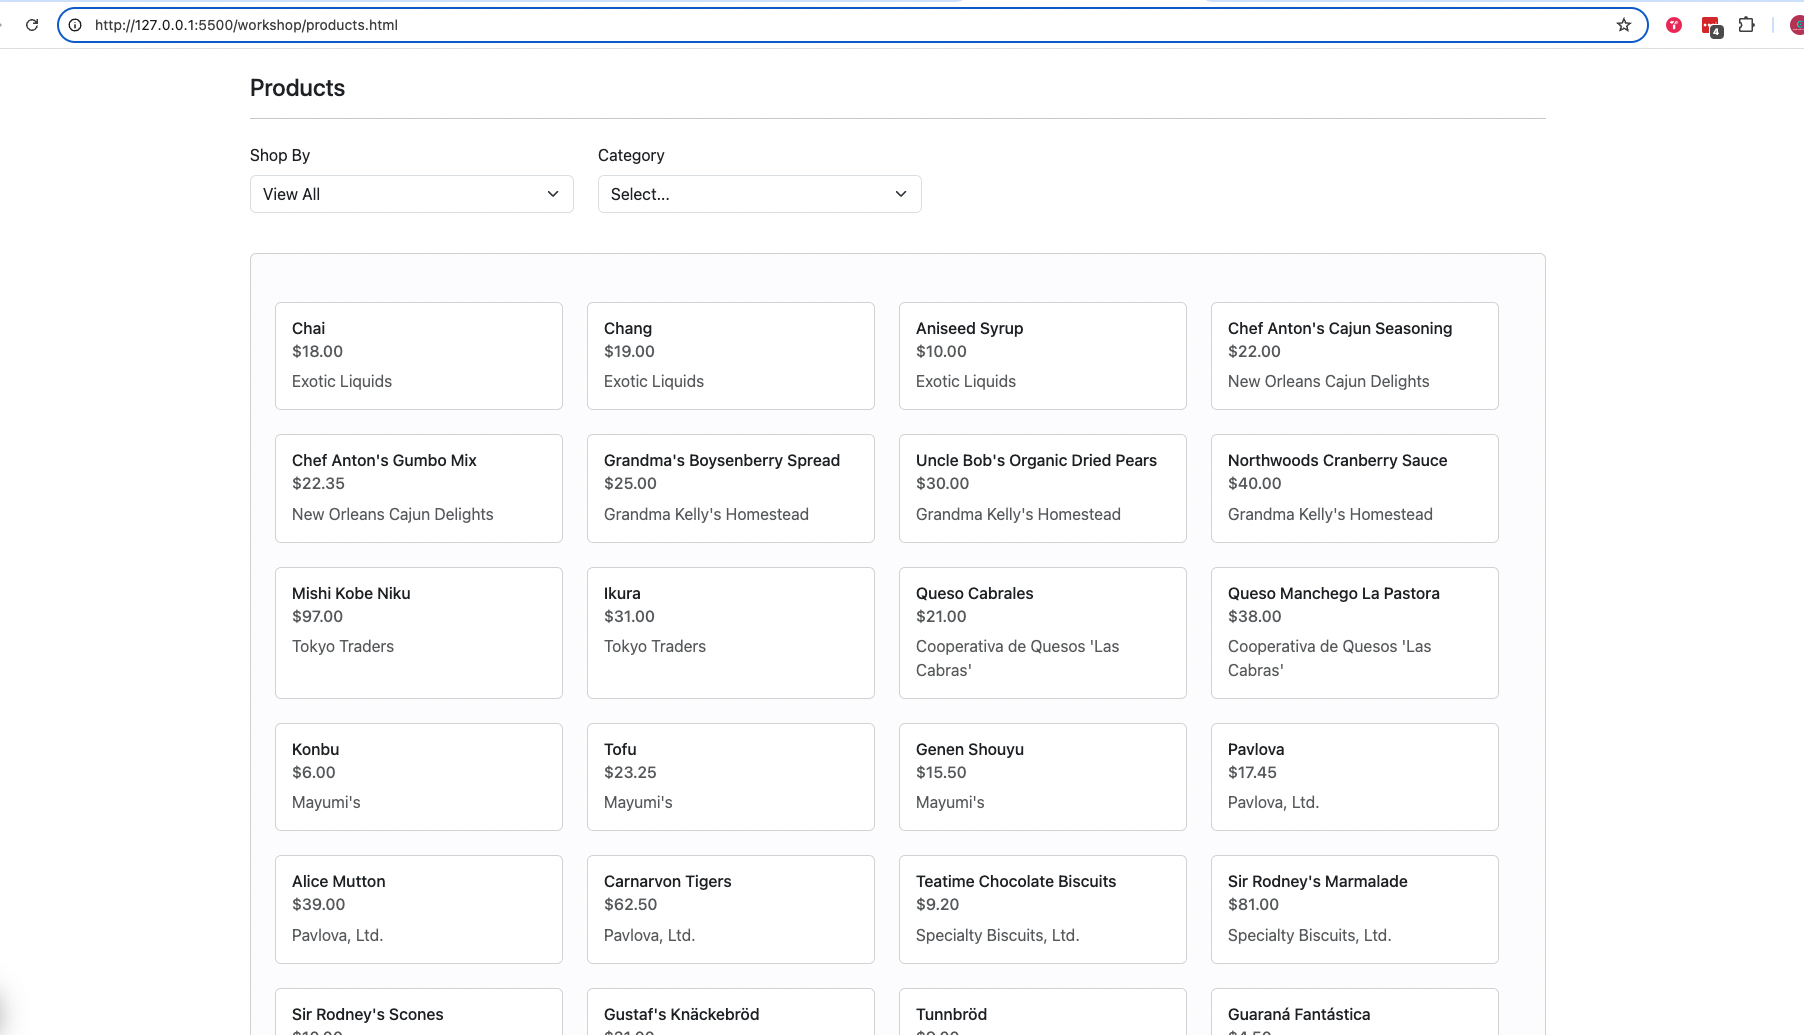 http://127.0.0.1:5500/workshop/products.html
4
Products
Shop By
Category
View All
Select...
Chai
$18.00
Exotic Liquids
Chang
$19.00
Exotic Liquids
Aniseed Syrup
$10.00
Exotic Liquids
Chef Anton's Cajun Seasoning
$22.00
New Orleans Cajun Delights
Chef Anton's Gumbo Mix
$22.35
New Orleans Cajun Delights
Grandma's Boysenberry Spread
$25.00
Grandma Kelly's Homestead
Uncle Bob's Organic Dried Pears
$30.00
Grandma Kelly's Homestead
Northwoods Cranberry Sauce
$40.00
Grandma Kelly's Homestead
Mishi Kobe Niku
$97.00
Tokyo Traders
Ikura
$31.00
Tokyo Traders
Queso Cabrales
$21.00
Cooperativa de Quesos 'Las
Cabras'
Queso Manchego La Pastora
$38.00
Cooperativa de Quesos 'Las
Cabras'
Konbu
$6.00
Mayumi's
Tofu
$23.25
Mayumi's
Genen Shouyu
$15.50
Mayumi's
Pavlova
$17.45
Pavlova, Ltd.
Alice Mutton
$39.00
Pavlova, Ltd.
Carnarvon Tigers
$62.50
Pavlova, Ltd.
Teatime Chocolate Biscuits
$9.20
Specialty Biscuits, Ltd.
Sir Rodney's Marmalade
$81.00
Specialty Biscuits, Ltd.
Sir Rodney's Scones
Gustaf's Knäckebröd
Tunnbröd
Guaraná Fantástica